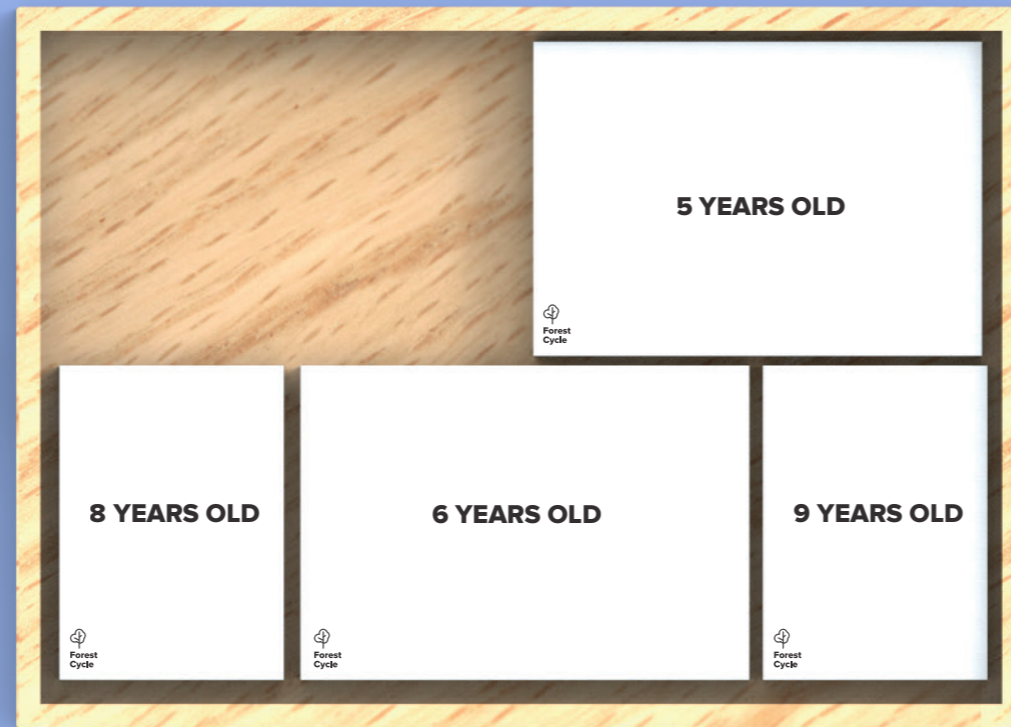 5 YEARS OLD
Forest
Cycle
8 YEARS OLD
Forest
Cycle
6 YEARS OLD
Forest
Cycle
9 YEARS OLD
Forest
Cycle